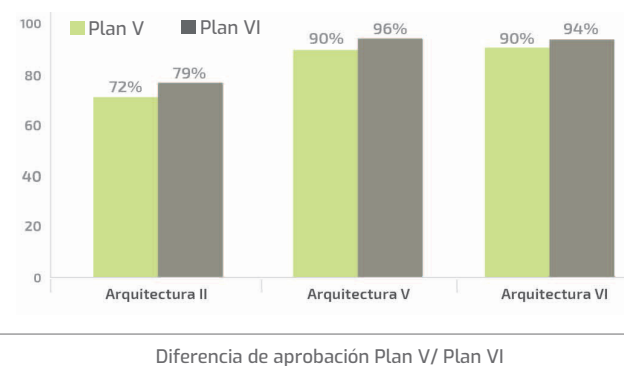 100
Plan V
Plan VI
90%
96%
90%
94%
80
72%
79%
60
40
20
0
Arquitectura II
Arquitectura V
Arquitectura VI
Diferencia de aprobación Plan V/ Plan VI